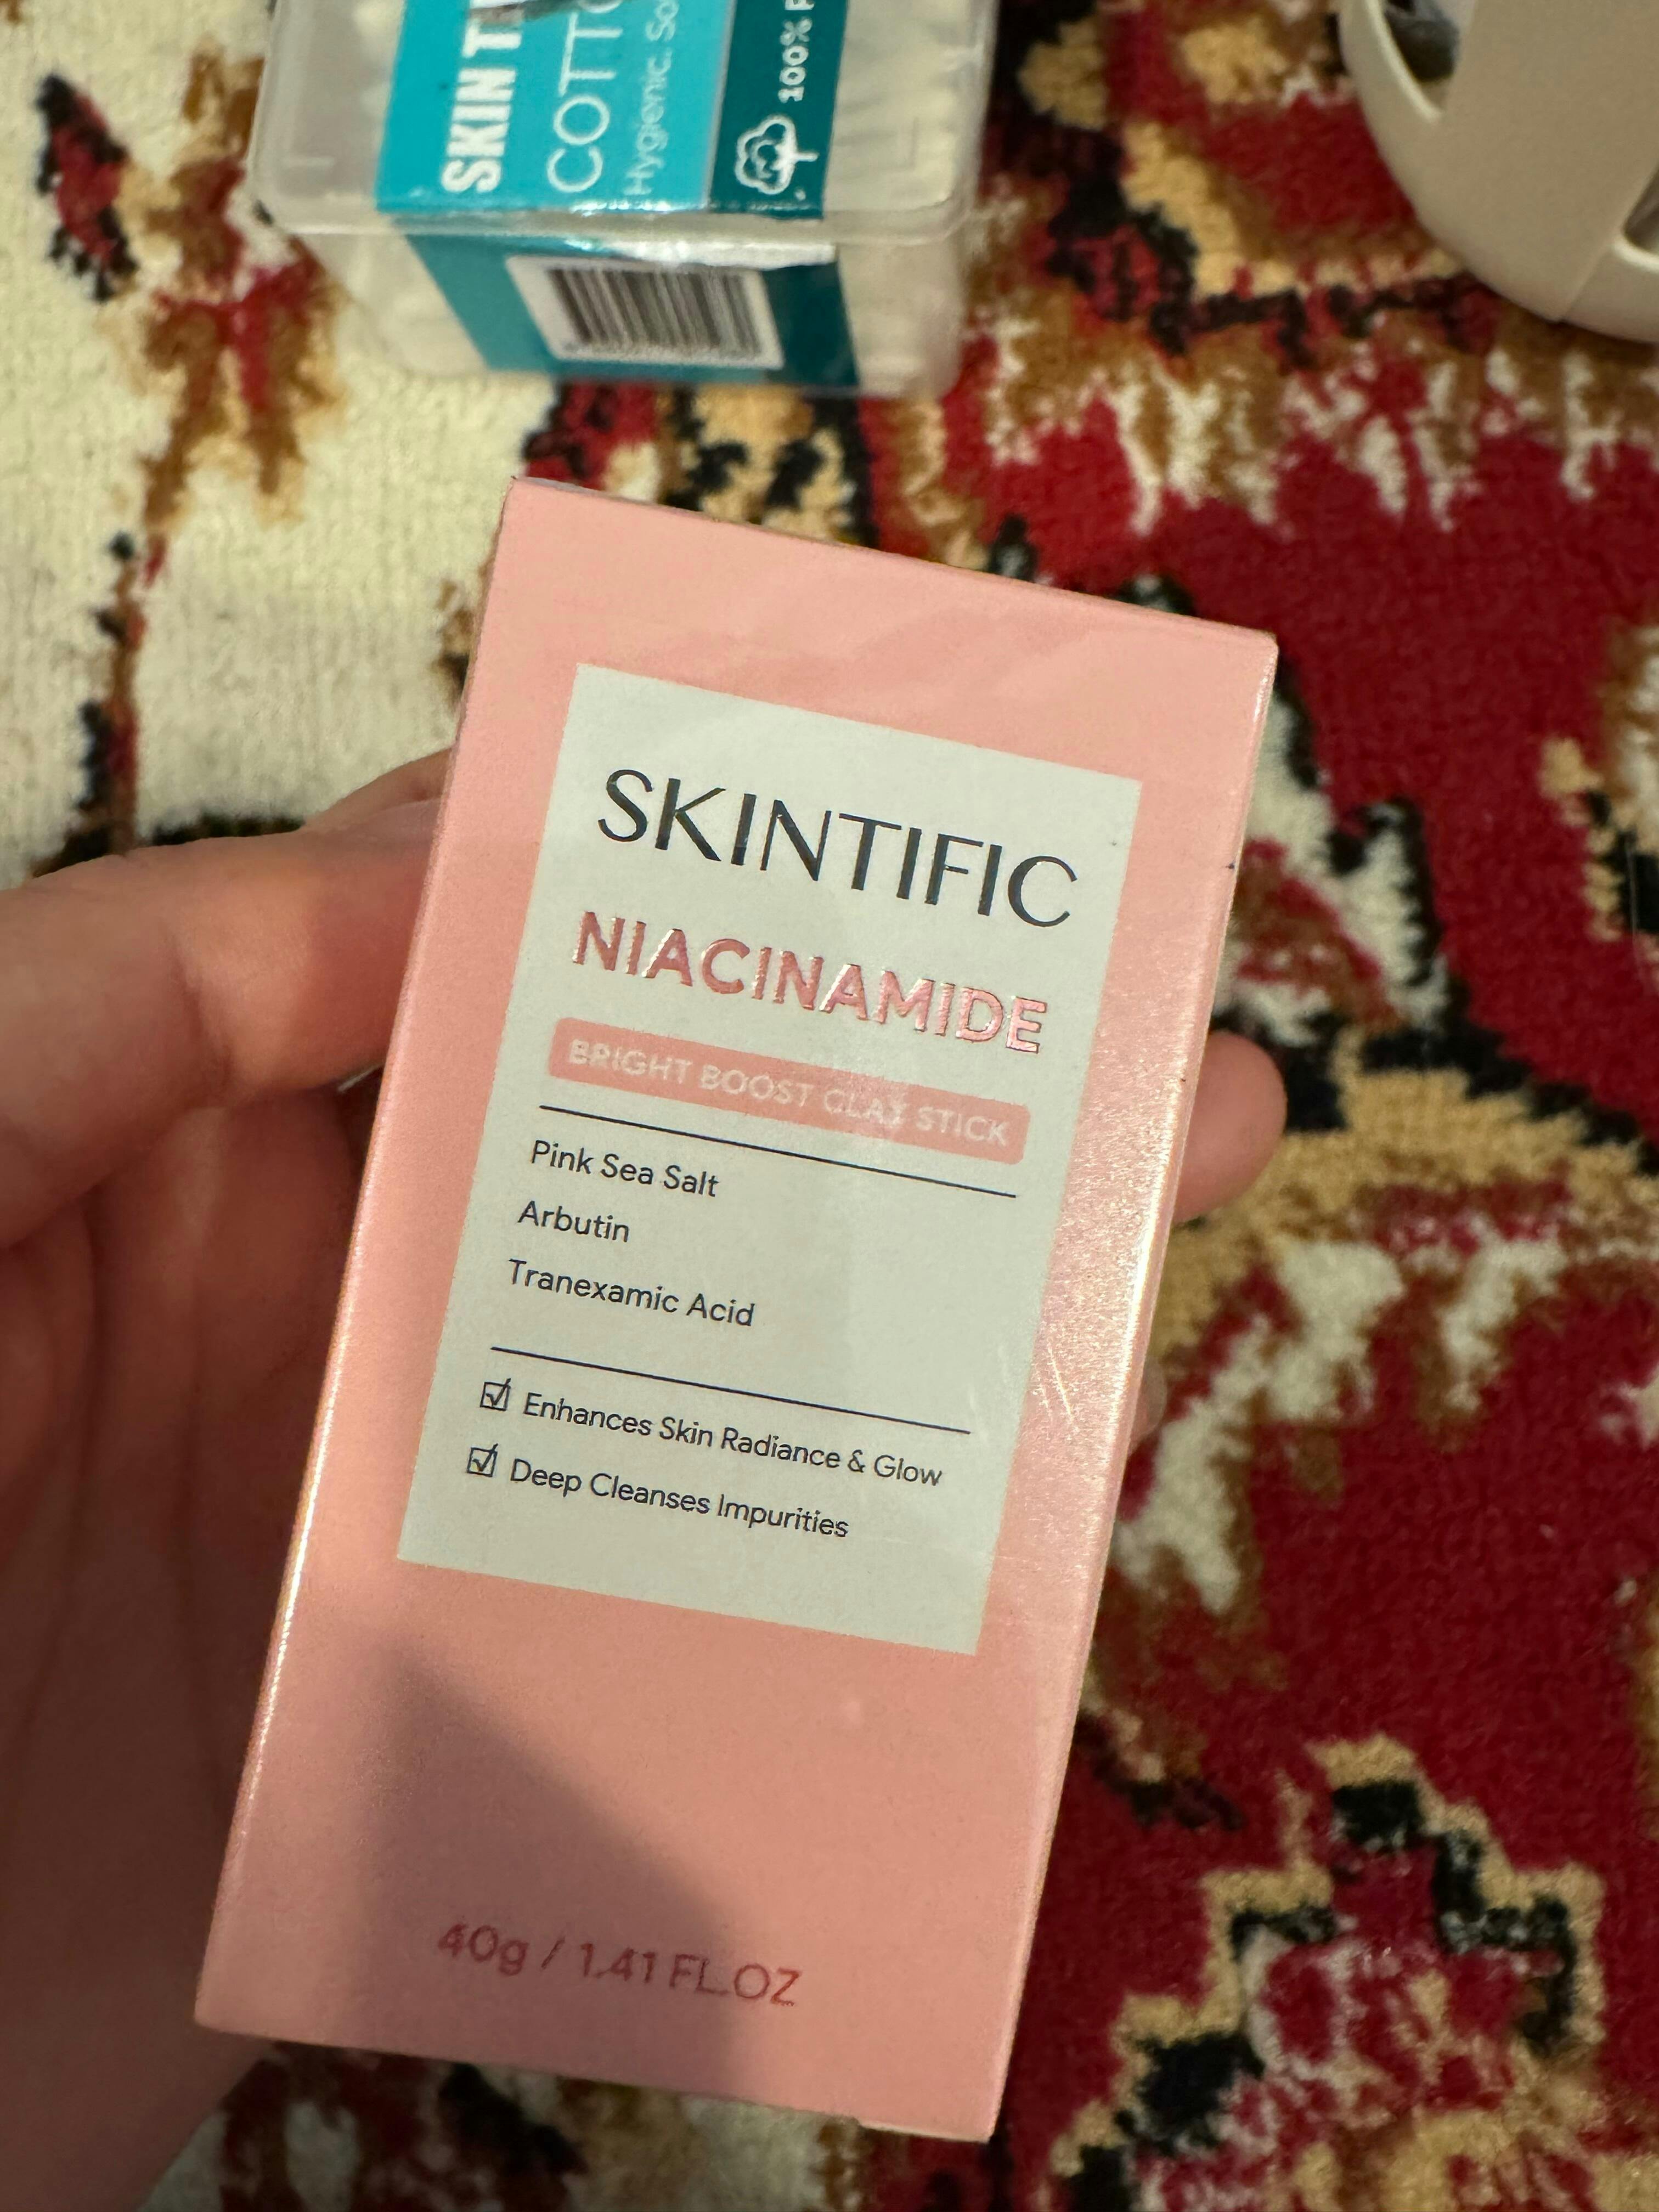 SKIN
COTTO
Hygienic. So
100%
SKINTIFIC
NIACINAMIDE
BRIGHT BOOST CLAY STICK
Pink Sea Salt
Arbutin
Tranexamic Acid
☑ Enhances Skin Radiance & Glow
☑ Deep Cleanses Impurities
40g / 1.41 FL.OZ